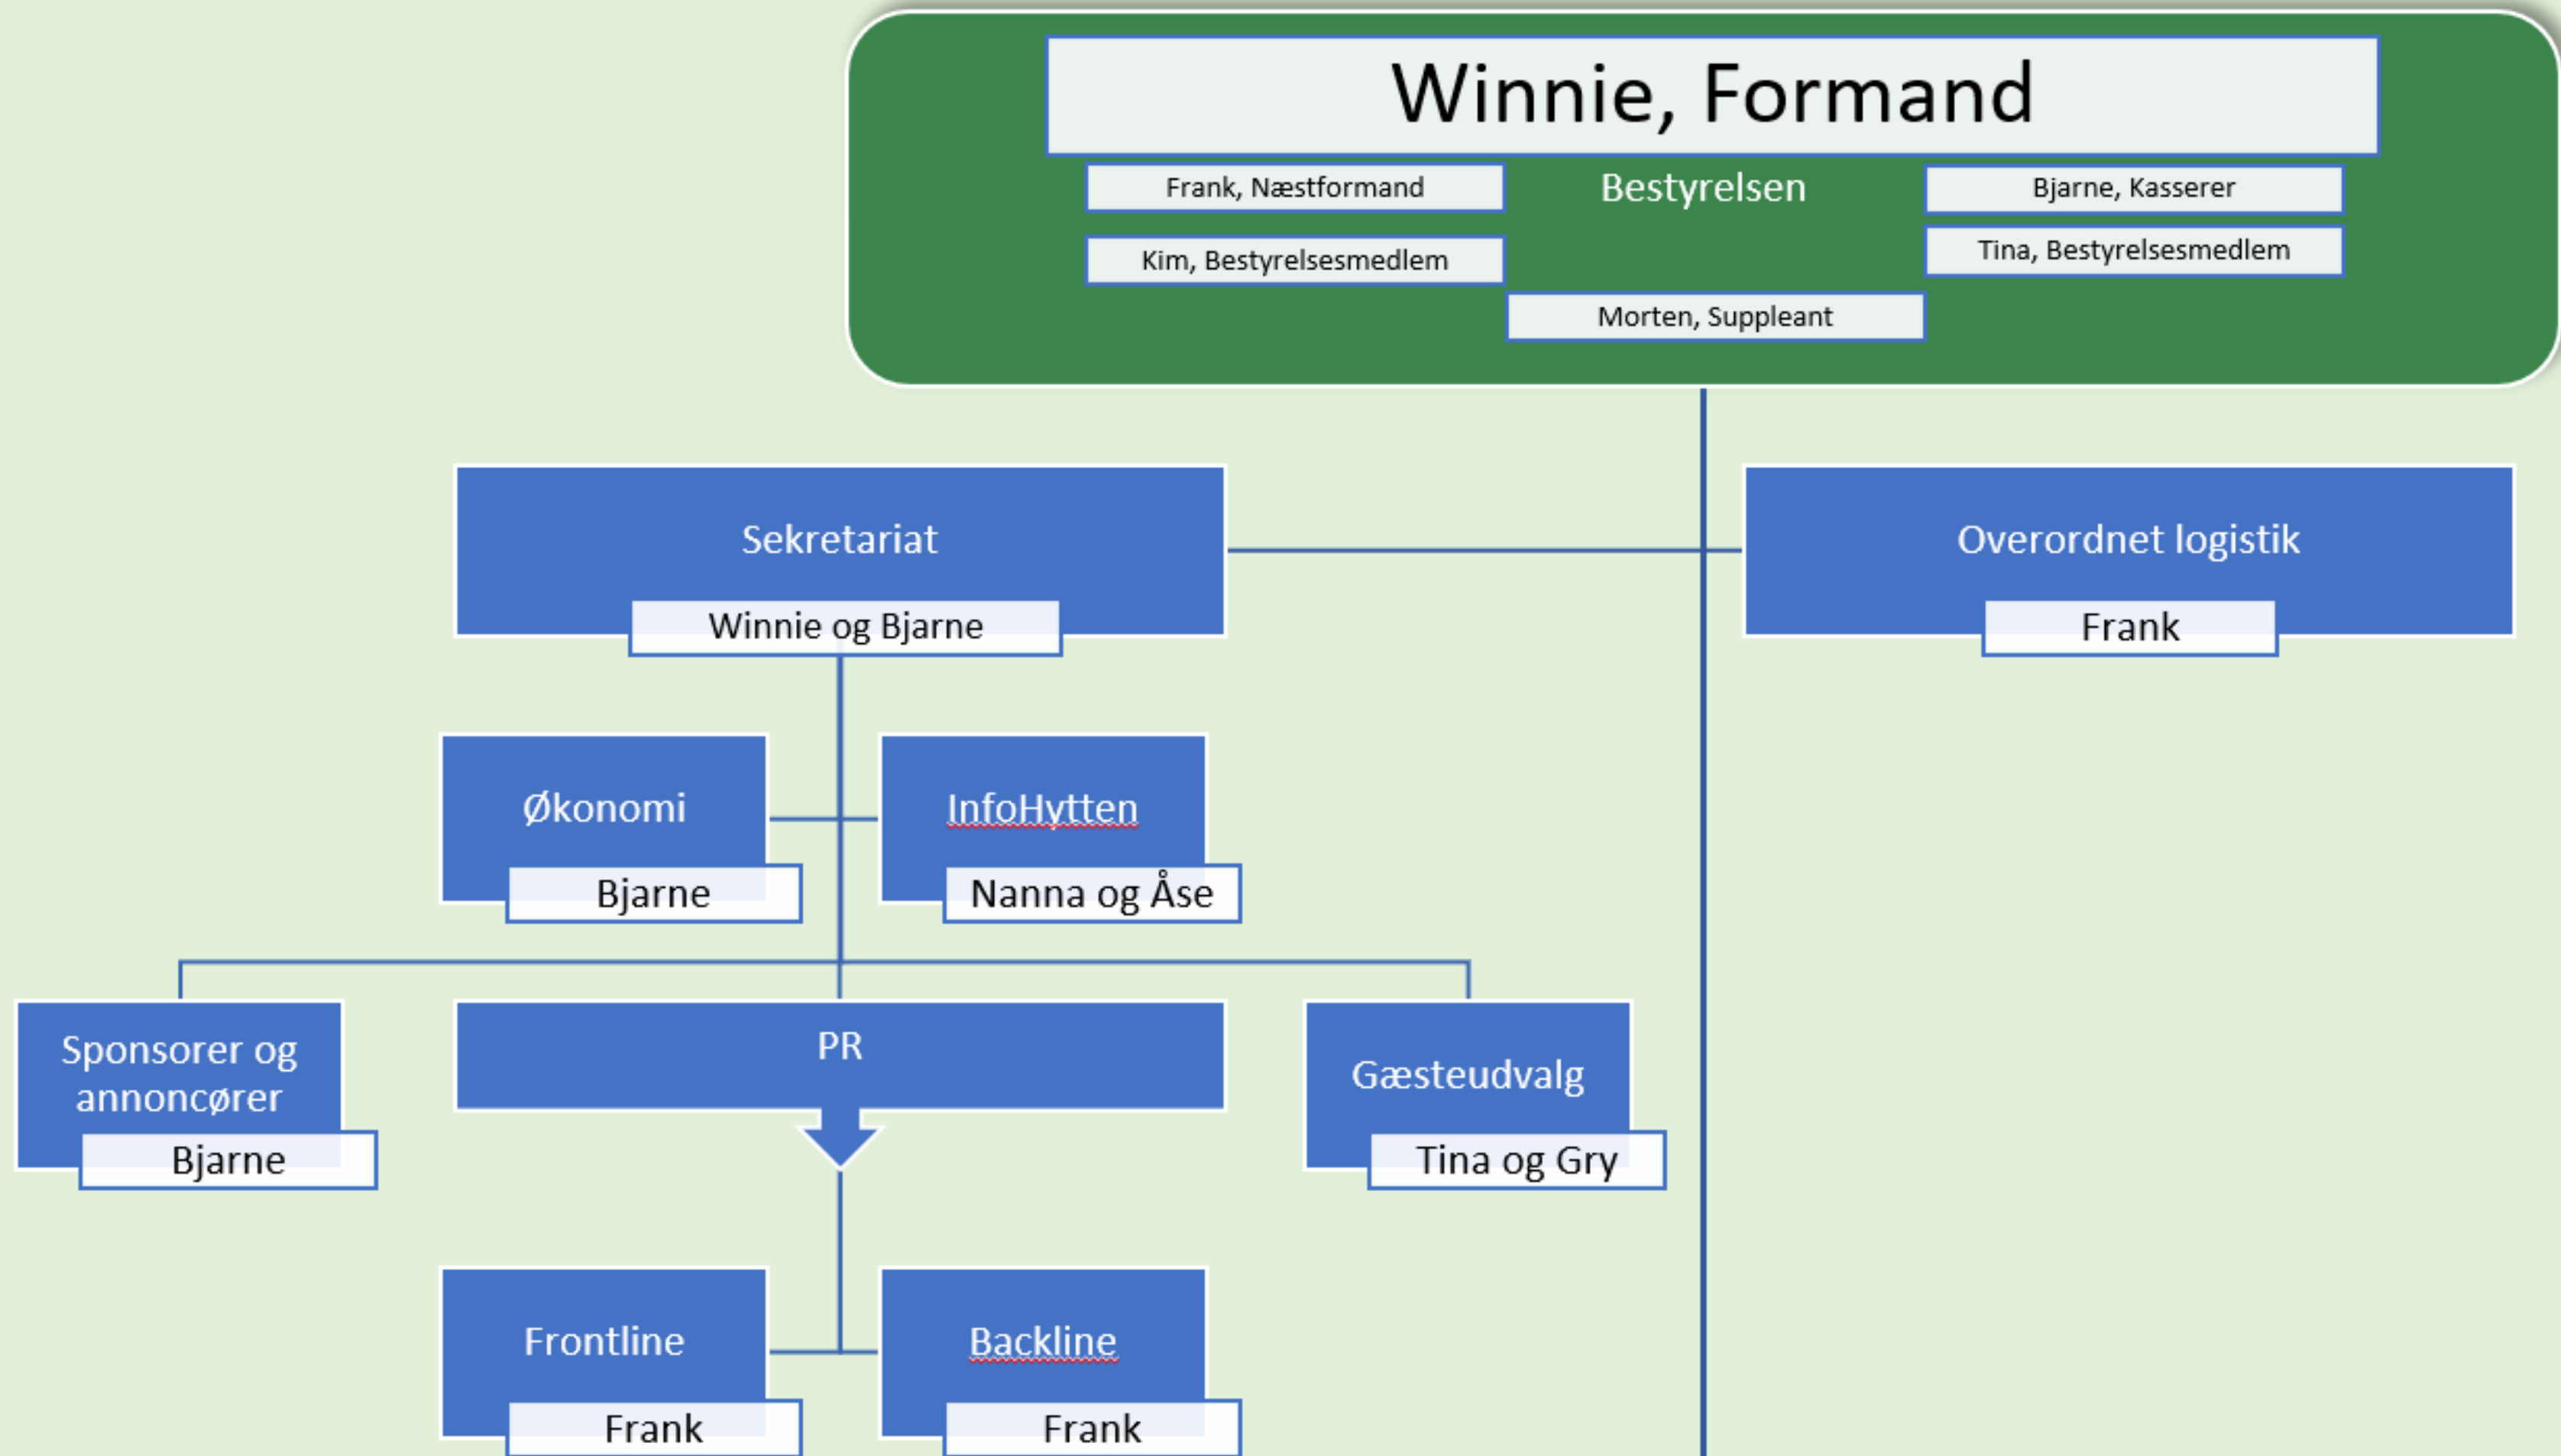 Winnie, Formand
Frank, Næstformand
Bestyrelsen
Bjarne, Kasserer
Kim, Bestyrelsesmedlem
Tina, Bestyrelsesmedlem
Morten, Suppleant
Sekretariat
Winnie og Bjarne
Overordnet logistik
Frank
Økonomi
Bjarne
InfoHytten
Nanna og Åse
Sponsorer og
annoncører
Bjarne
PR
Gæsteudvalg
Tina og Gry
Frontline
Frank
Backline
Frank